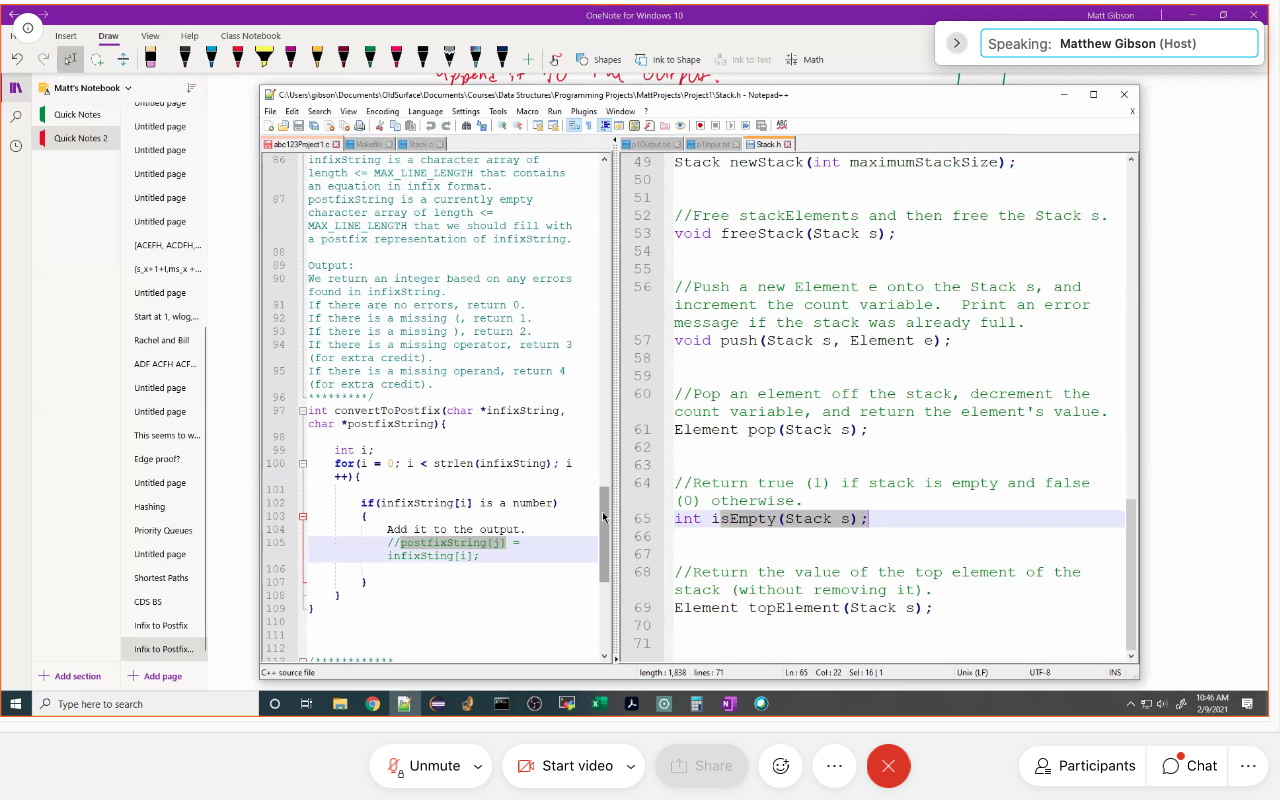 OneNote for Windows 10
Matt Gibson
Insert
Draw
View
Help
Class Notebook
Speaking: Matthew Gibson (Host)
Shapes
Ink to Shape
Ink to Text
Math
append it to the output.
Matt's Notebook
Quick Notes
Quick Notes 2
Untitled page
Untitled page
Untitled page
Untitled page
Untitled page
Untitled page
[ACEFH, ACDFH,...
(s_x+1+l,ms_x +...
Untitled page
Start at 1, wlog,...
Rachel and Bill
ADF ACFH ACF...
Untitled page
Untitled page
This seems to w...
Edge proof?
Untitled page
Hashing
Priority Queues
Untitled page
Shortest Paths
CDS BS
Infix to Postfix
Infix to Postfix...
Add section
Add page
C:\Users\gibson\Documents\OldSurface\Documents\Courses\Data Structures\Programming Projects\MattProjects\Project1\Stack.h - Notepad++
File Edit Search View Encoding Language Settings Tools Macro Run Plugins Window ?
X
abc123Project1.c
Makefile
Stack.c
86
infixString is a character array of
length <= MAX_LINE_LENGTH that contains
an equation in infix format.
87 postfixString is a currently empty
character array of length <=
MAX_LINE_LENGTH that we should fill with
a postfix representation of infixString.
88
89 Output:
90 We return an integer based on any errors
found in infixString.
91 If there are no errors, return 0.
92 If there is a missing (, return 1.
93 If there is a missing ), return 2.
94 If there is a missing operator, return 3
(for extra credit).
95 If there is a missing operand, return 4
(for extra credit).
96 *********/
97 int convertToPostfix(char *infixString,
char *postfixString){
98
99 int i;
100 for(i = 0; i < strlen(infixSting); i
++){
101
102 if(infixString[i] is a number)
103 {
104 Add it to the output.
105 //postfixString[j] =
infixSting[i];
106
107 }
108 }
109 }
110
111
112
/************
p1Output.txt
p1Input.txt
Stack.h
49 Stack newStack(int maximumStackSize);
50
51
52 //Free stackElements and then free the Stack s.
53 void freeStack(Stack s);
54
55
56 //Push a new Element e onto the Stack s, and
increment the count variable. Print an error
message if the stack was already full.
57 void push(Stack s, Element e);
58
59
60 //Pop an element off the stack, decrement the
count variable, and return the element's value.
61 Element pop(Stack s);
62
63
64 //Return true (1) if stack is empty and false
(0) otherwise.
65 int isEmpty(Stack s);
66
67
68 //Return the value of the top element of the
stack (without removing it).
69 Element topElement(Stack s);
70
71
C++ source file
length : 1,838 lines : 71
Ln : 65 Col : 22 Sel : 16 | 1
Unix (LF)
UTF-8
INS
Type here to search
10:46 AM
2/9/2021
Unmute
Start video
Share
Participants
Chat